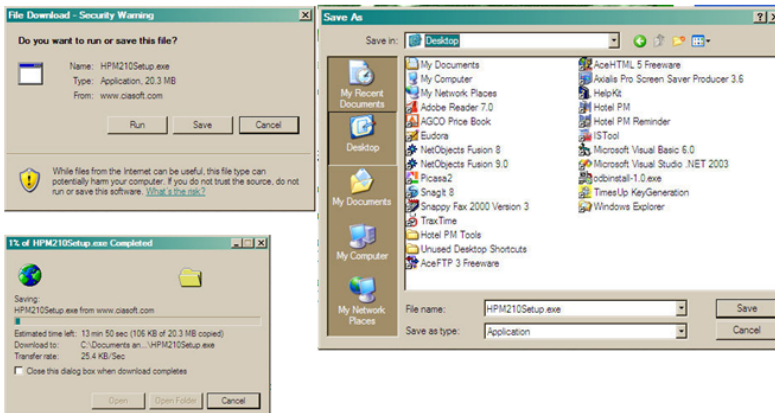 File Download - Security Warning
Do you want to run or save this file?
Name: HPM210Setup.exe
Type: Application, 20.3 MB
From: www.ciasoft.com
Run Save Cancel
While files from the Internet can be useful, this file type can
potentially harm your computer. If you do not trust the source, do not
run or save this software. What's the risk?
1% of HPM210Setup.exe Completed
Saving:
HPM210Setup.exe from www.ciasoft.com
Estimated time left: 13 min 50 sec (106 KB of 20.3 MB copied)
Download to: C:\Documents an...\HPM210Setup.exe
Transfer rate: 25.4 KB/Sec
Close this dialog box when download completes
Open Open Folder Cancel
Save As
Save in: Desktop
My Recent
Documents
Desktop
My Documents
My Computer
My Network
Places
My Documents
My Computer
My Network Places
Adobe Reader 7.0
AGCO Price Book
Eudora
NetObjects Fusion 8
NetObjects Fusion 9.0
Picasa2
SnagIt 8
Snappy Fax 2000 Version 3
TraxTime
Hotel PM Tools
Unused Desktop Shortcuts
AceFTP 3 Freeware
AceHTML 5 Freeware
Axialis Pro Screen Saver Producer 3.6
HelpKit
Hotel PM
Hotel PM Reminder
ISTool
Microsoft Visual Basic 6.0
Microsoft Visual Studio .NET 2003
odbinstall-1.0.exe
TimesUp KeyGeneration
Windows Explorer
File name: HPM210Setup.exe Save
Save as type: Application Cancel